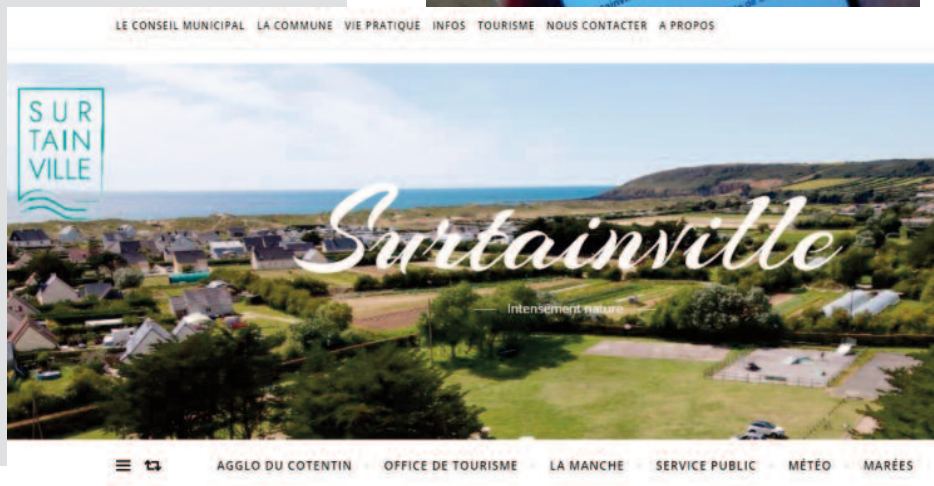 LE CONSEIL MUNICIPAL LA COMMUNE VIE PRATIQUE INFOS TOURISME NOUS CONTACTER A PROPOS
SUR
TAIN
VILLE
Surtainville
Intensément nature
AGGLO DU COTENTIN OFFICE DE TOURISME LA MANCHE SERVICE PUBLIC MÉTÉO MARÉES